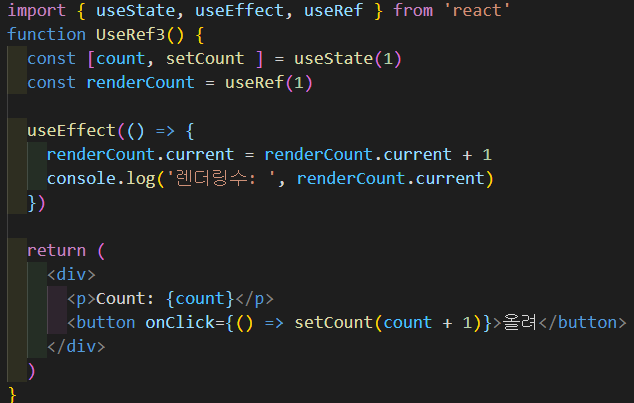 import { useState, useEffect, useRef } from 'react'
function UseRef3() {
  const [count, setCount ] = useState(1)
  const renderCount = useRef(1)

  useEffect(() => {
    renderCount.current = renderCount.current + 1
    console.log('렌더링수: ', renderCount.current)
  })

  return (
    <div>
      <p>Count: {count}</p>
      <button onClick={() => setCount(count + 1)}>올려</button>
    </div>
  )
}